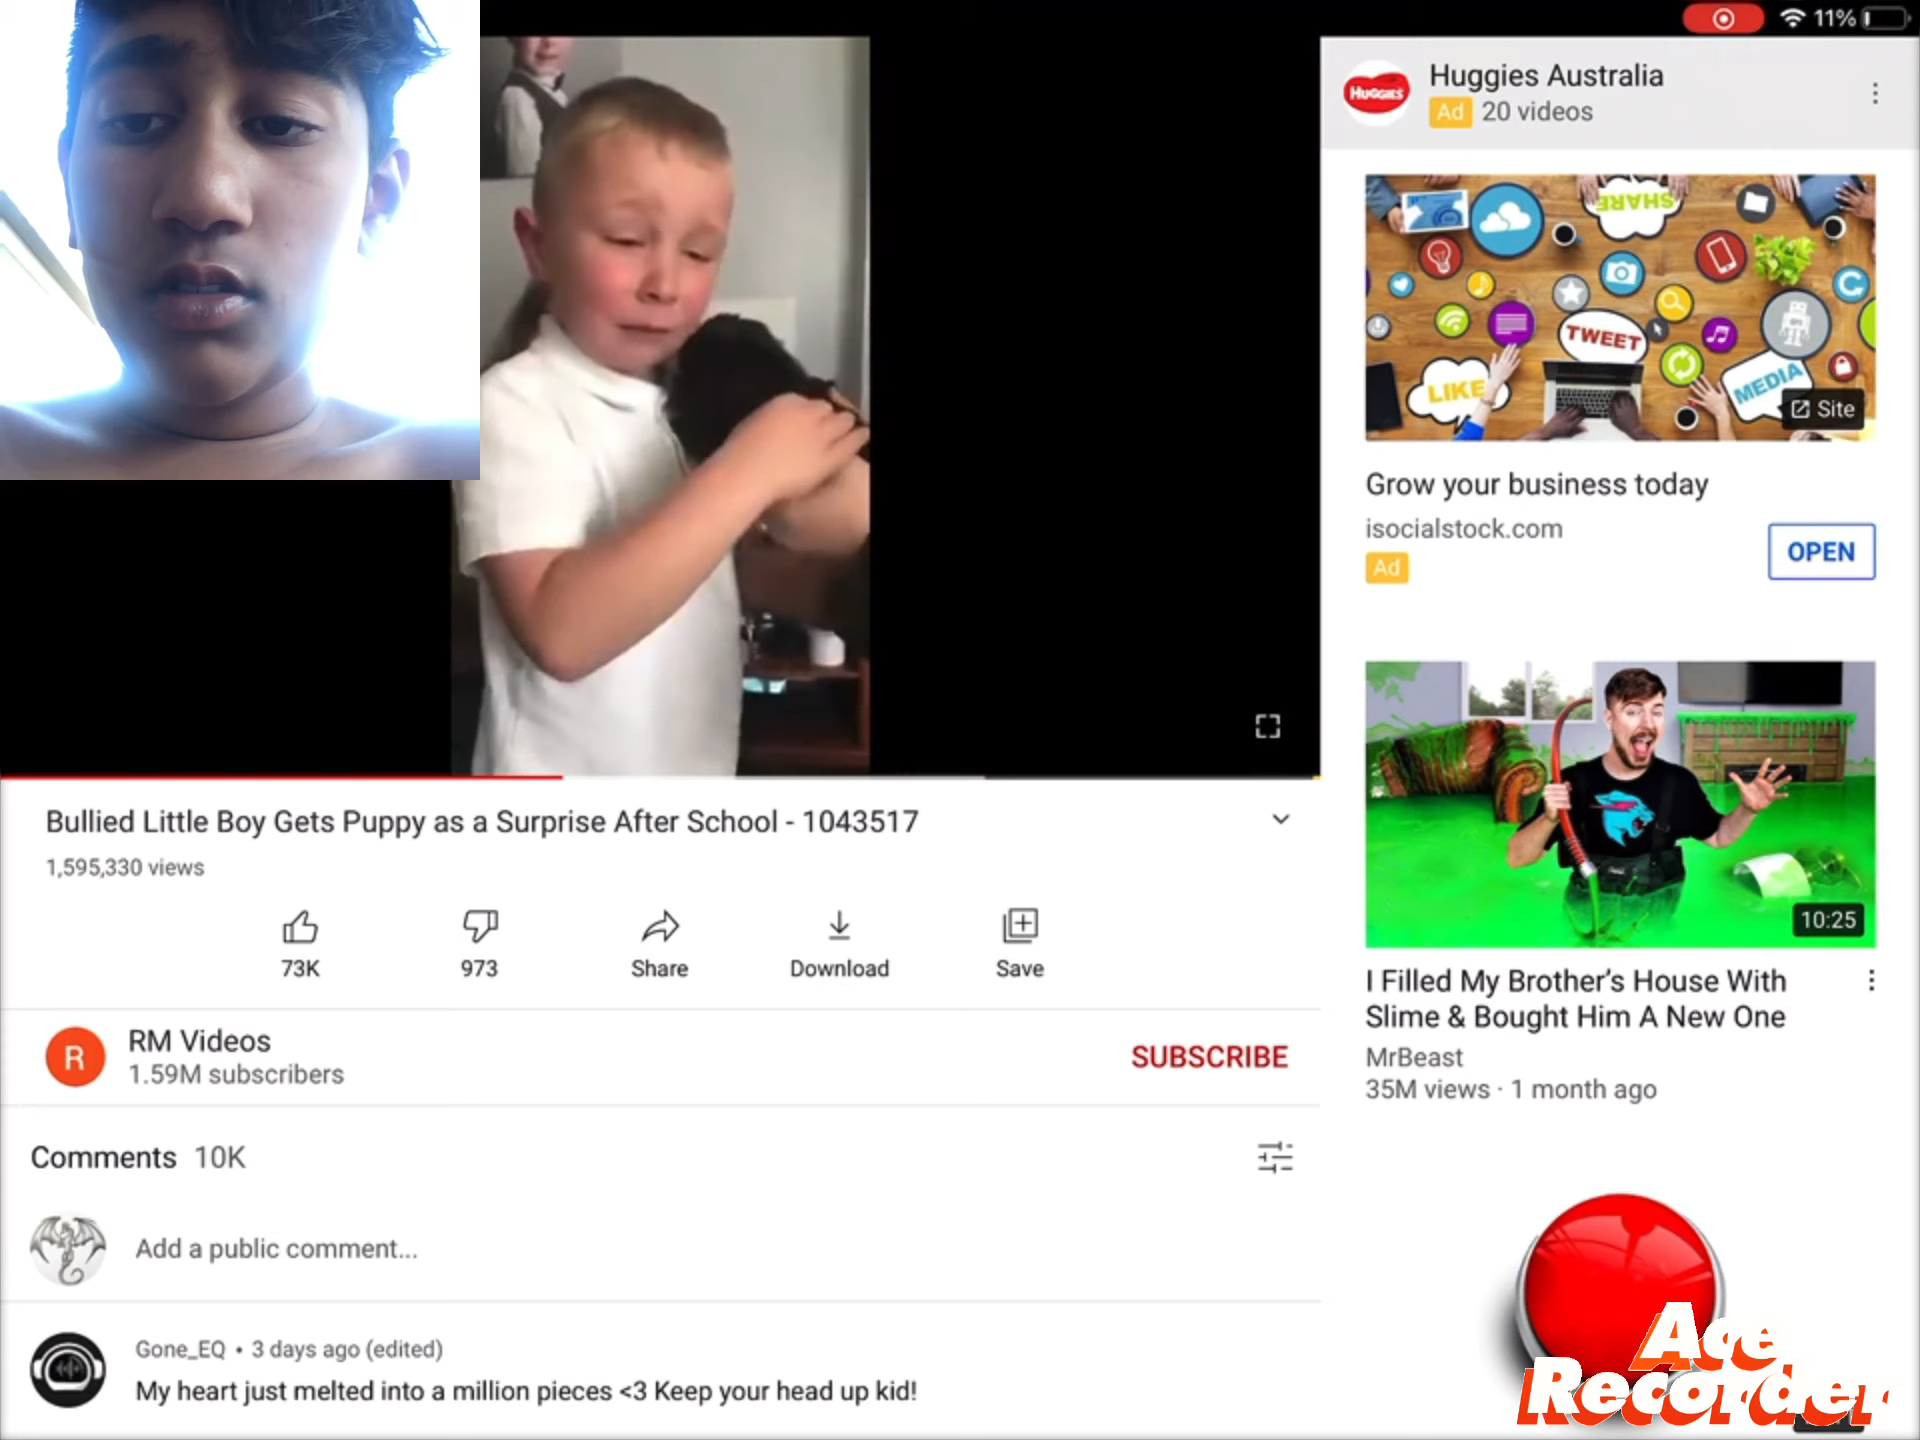 11%
Huggies Australia
HUGGIES
Ad 20 videos
SHARE
TWEET
LIKE
MEDIA
Site
Grow your business today
isocialstock.com
Ad
OPEN
10:25
I Filled My Brother's House With
Slime & Bought Him A New One
MrBeast
35M views · 1 month ago
Bullied Little Boy Gets Puppy as a Surprise After School - 1043517
1,595,330 views
73K
973
Share
Download
Save
R
RM Videos
1.59M subscribers
SUBSCRIBE
Comments 10K
Add a public comment...
Gone_EQ • 3 days ago (edited)
My heart just melted into a million pieces <3 Keep your head up kid!
Ace
Recorder